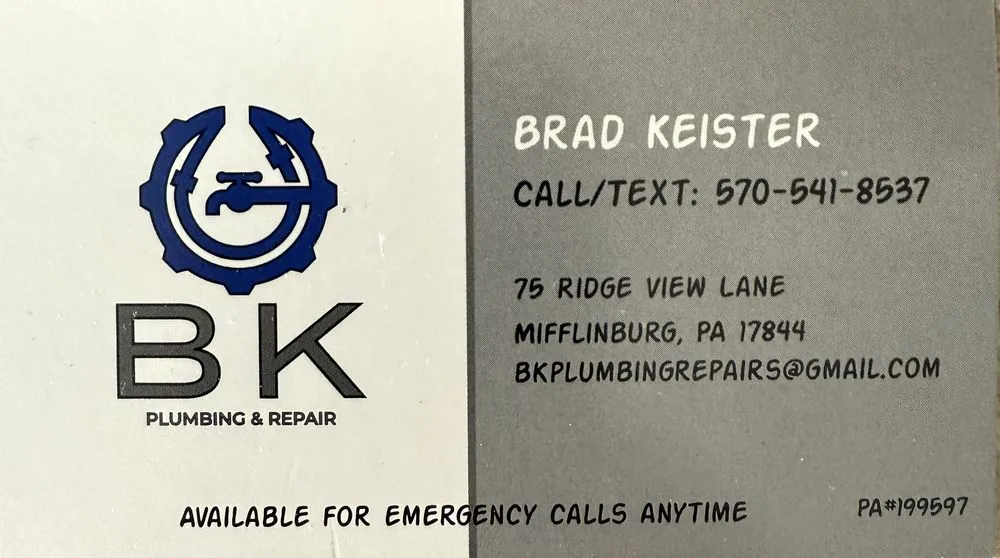 BK
PLUMBING & REPAIR
BRAD KEISTER
CALL/TEXT: 570-541-8537
75 RIDGE VIEW LANE
MIFFLINBURG, PA 17844
BKPLUMBINGREPAIRS@GMAIL.COM
AVAILABLE FOR EMERGENCY CALLS ANYTIME
PA#199597